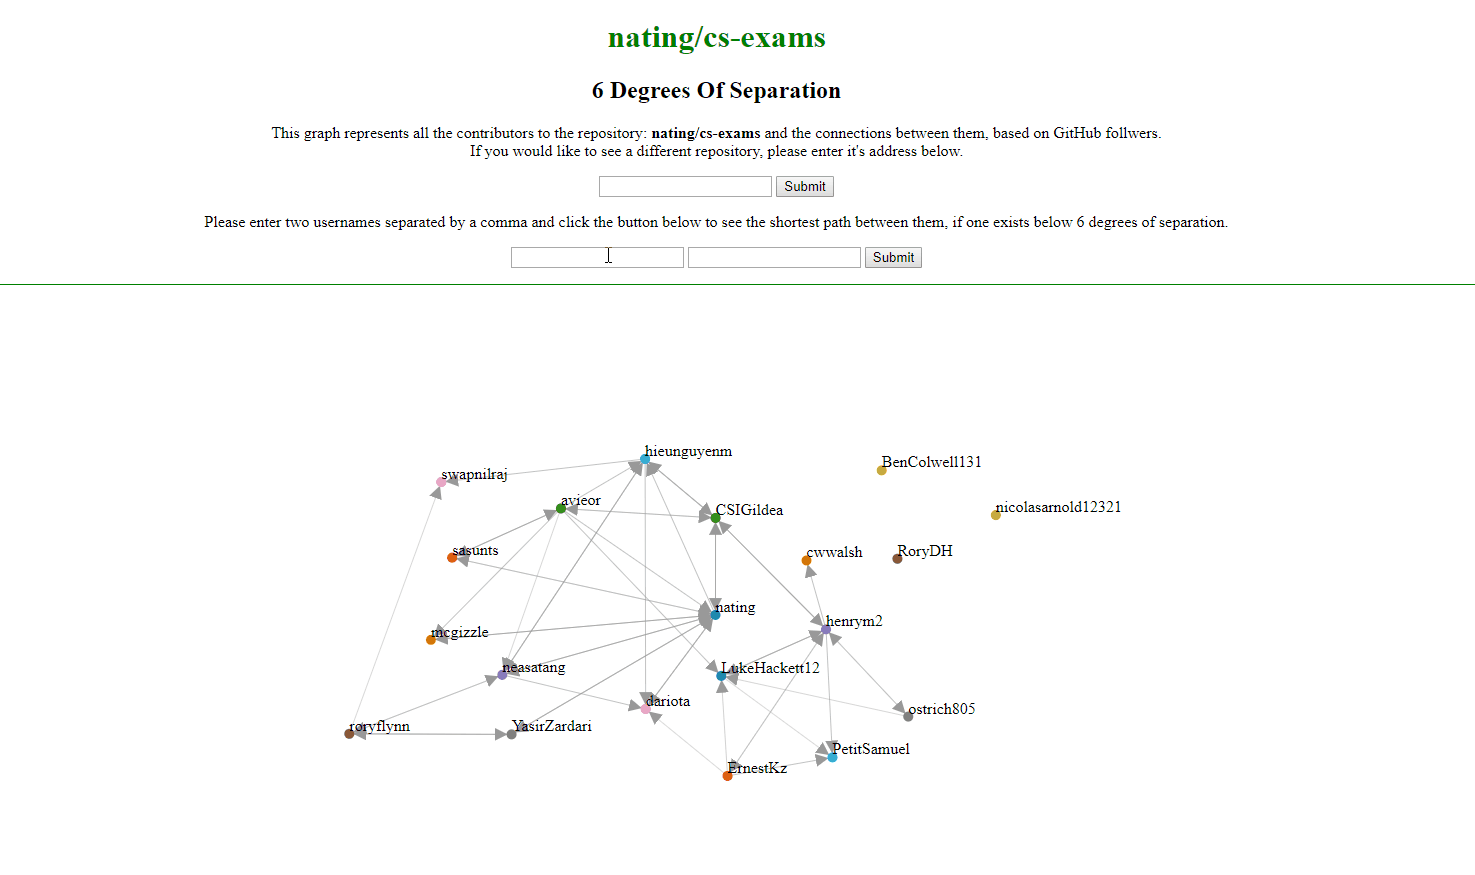 nating/cs-exams
6 Degrees Of Separation
This graph represents all the contributors to the repository: nating/cs-exams and the connections between them, based on GitHub follwers.
If you would like to see a different repository, please enter it's address below.
Submit
Please enter two usernames separated by a comma and click the button below to see the shortest path between them, if one exists below 6 degrees of separation.
Submit
hieunguyenm
BenColwell131
swapnilraj
avieor
CSIGildea
nicolasarnold12321
sasunts
cwwalsh
RoryDH
nating
henrym2
mcgizzle
neasatang
LukeHackett12
dariota
ostrich805
roryflynn
YasirZardari
PetitSamuel
ErnestKz